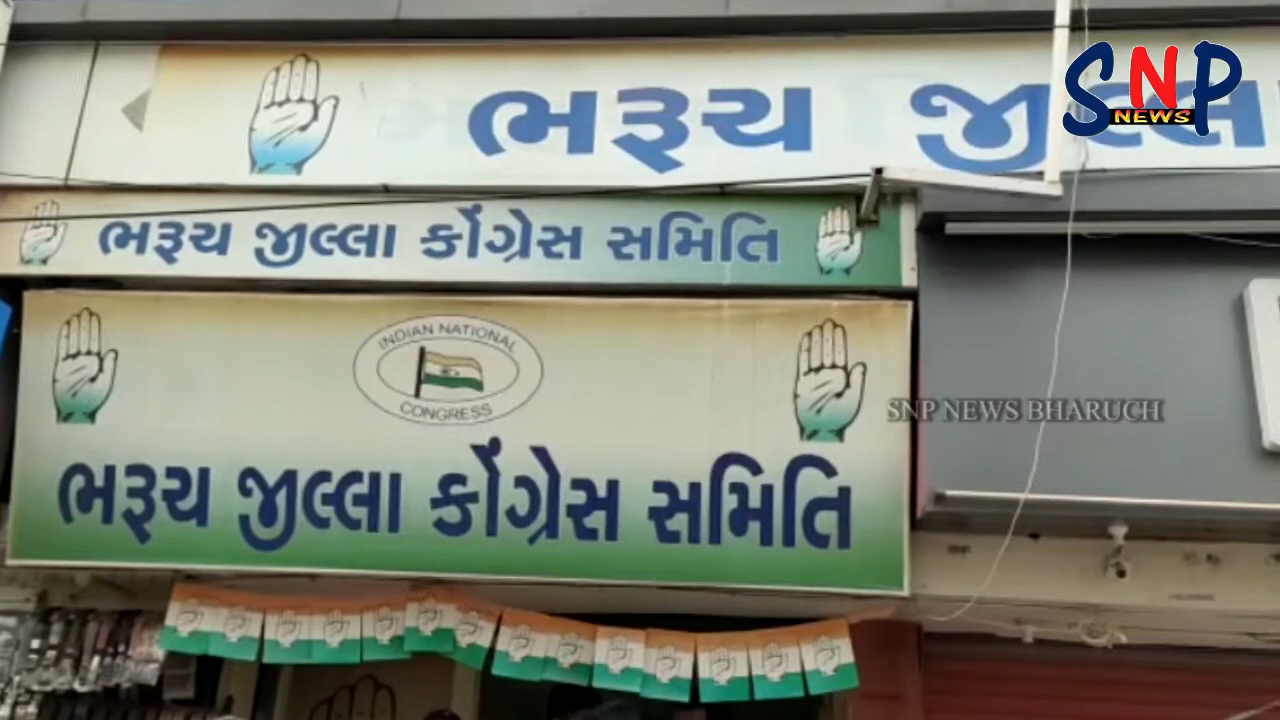 ભરૂચ જીલ્લ
SNP
NEWS
ભરૂચ જીલ્લા કોંગ્રેસ સમિતિ
INDIAN NATIONAL
CONGRESS
SNP NEWS BHARUCH
ભરૂચ જીલ્લા કોંગ્રેસ સમિતિ